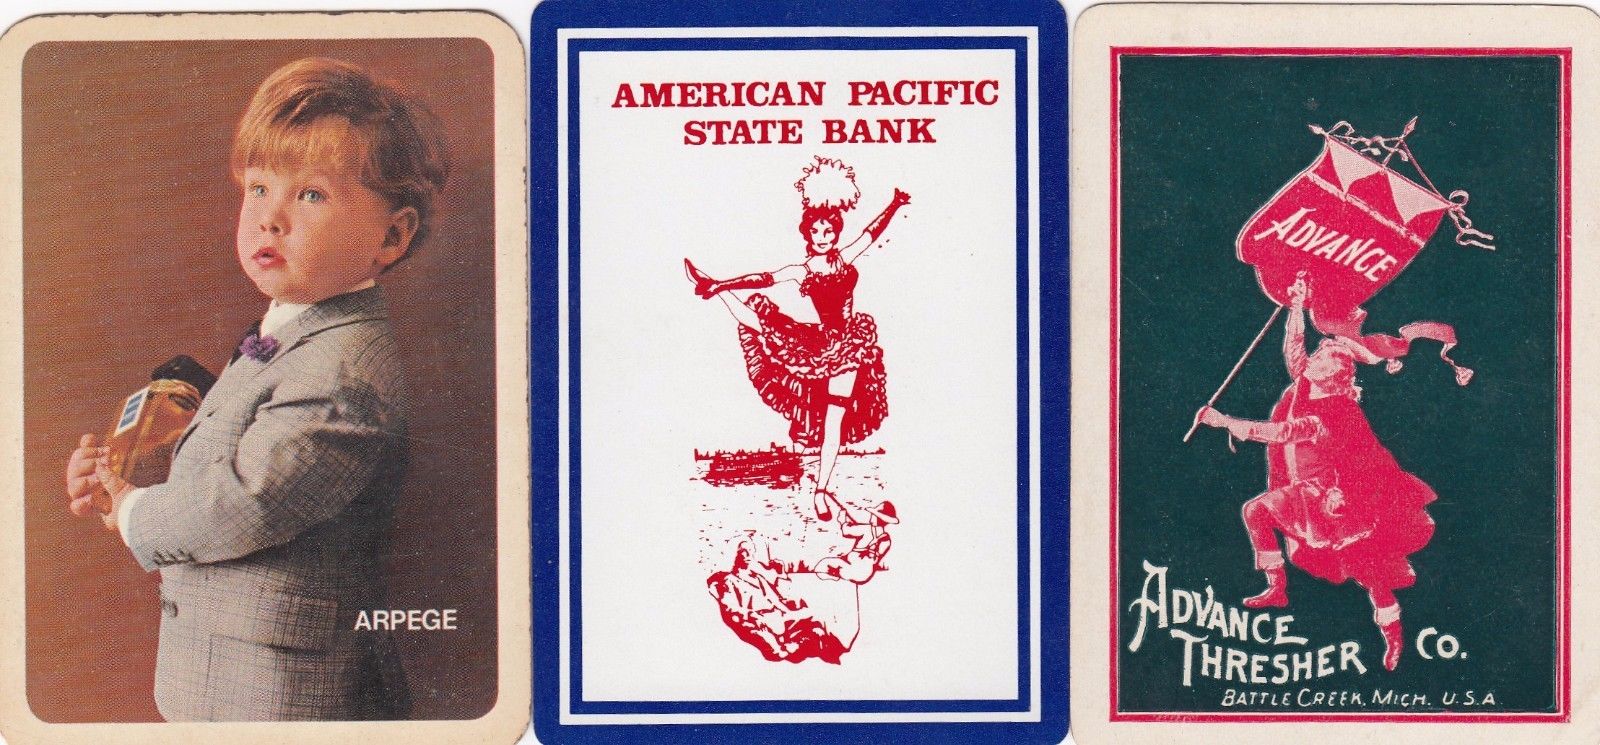 ARPEGE
AMERICAN PACIFIC
STATE BANK
ADVANCE
ADVANCE
THRESHER CO.
BATTLE CREEK, MICH. U.S.A.